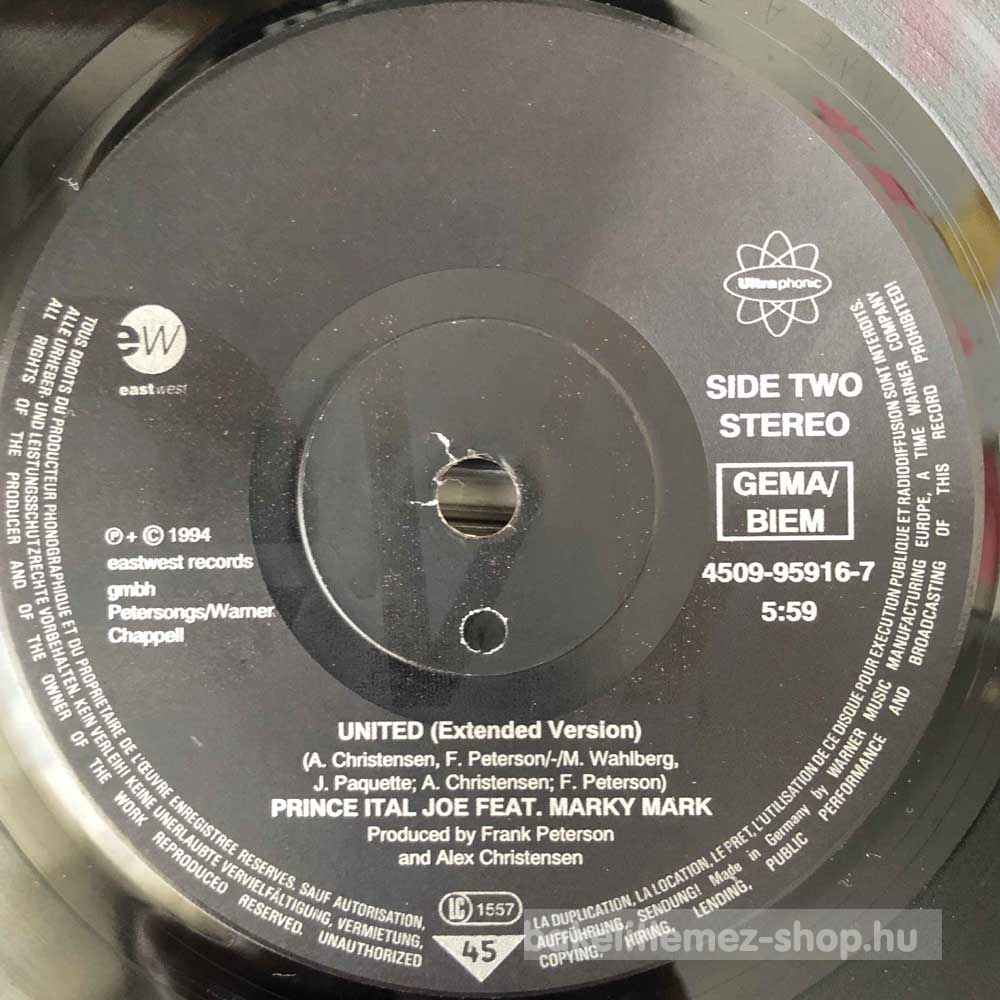 Ultraphonic
ew
eastwest
SIDE TWO
STEREO
GEMA/
BIEM
4509-95916-7
5:59
℗ + © 1994
eastwest records
gmbh
Petersongs/Warner
Chappell
UNITED (Extended Version)
(A. Christensen, F. Peterson/-/M. Wahlberg,
J. Paquette; A. Christensen; F. Peterson)
PRINCE ITAL JOE FEAT. MARKY MARK
Produced by Frank Peterson
and Alex Christensen
LC 1557
45
TOUS DROITS DU PRODUCTEUR PHONOGRAPHIQUE ET DU PROPRIETAIRE DE L'ŒUVRE ENREGISTREE RESERVES. SAUF AUTORISATION,
LA DUPLICATION, LA LOCATION, LE PRET, L'UTILISATION DE CE DISQUE POUR EXECUTION PUBLIQUE ET RADIODIFFUSION SONT INTERDITS.
ALLE URHEBER- UND LEISTUNGSSCHUTZRECHTE VORBEHALTEN. KEIN VERLEIH! KEINE UNERLAUBTE VERVIELFÄLTIGUNG, VERMIETUNG,
AUFFÜHRUNG, SENDUNG! Made in Germany by WARNER MUSIC MANUFACTURING EUROPE, A TIME WARNER COMPANY
ALL RIGHTS OF THE PRODUCER AND OF THE OWNER OF THE WORK REPRODUCED RESERVED. UNAUTHORIZED
COPYING, HIRING, LENDING, PUBLIC PERFORMANCE AND BROADCASTING OF THIS RECORD PROHIBITED!
bakelitlemez-shop.hu